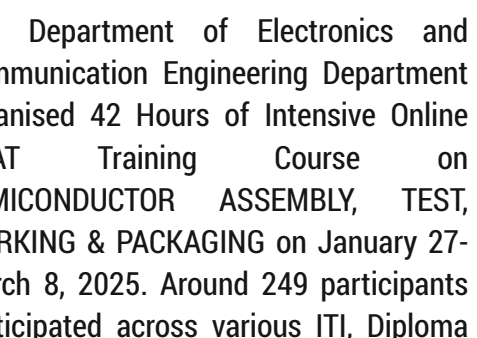 Department of Electronics and
mmunication Engineering Department
anised 42 Hours of Intensive Online
AT Training Course on
MICONDUCTOR ASSEMBLY, TEST,
RKING & PACKAGING on January 27-
rch 8, 2025. Around 249 participants
ticipated across various ITI, Diploma